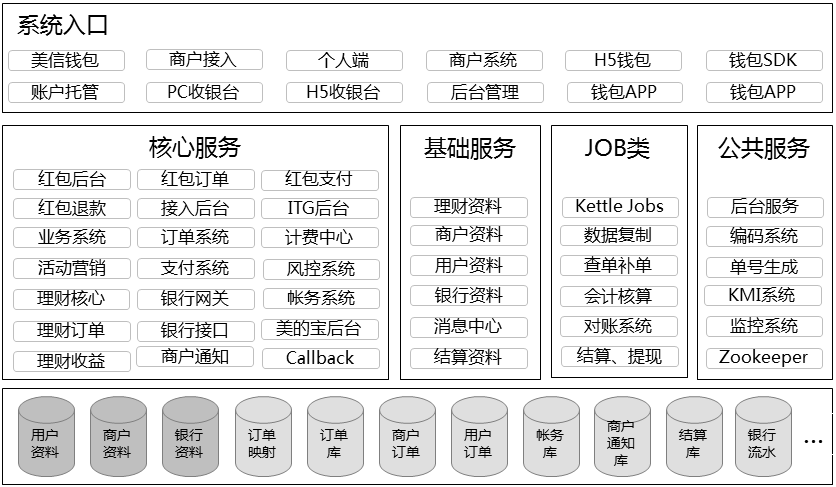 系统入口
美信钱包 商户接入 个人端 商户系统 H5钱包 钱包SDK
账户托管 PC收银台 H5收银台 后台管理 钱包APP 钱包APP
核心服务
红包后台 红包订单 红包支付
红包退款 接入后台 ITG后台
业务系统 订单系统 计费中心
活动营销 支付系统 风控系统
理财核心 银行网关 帐务系统
理财订单 银行接口 美的宝后台
理财收益 商户通知 Callback
基础服务
理财资料
商户资料
用户资料
银行资料
消息中心
结算资料
JOB类
Kettle Jobs
数据复制
查单补单
会计核算
对账系统
结算、提现
公共服务
后台服务
编码系统
单号生成
KMI系统
监控系统
Zookeeper
用户
资料
商户
资料
银行
资料
订单
映射
订单
库
商户
订单
用户
订单
帐务
库
商户
通知
库
结算
库
银行
流水
...